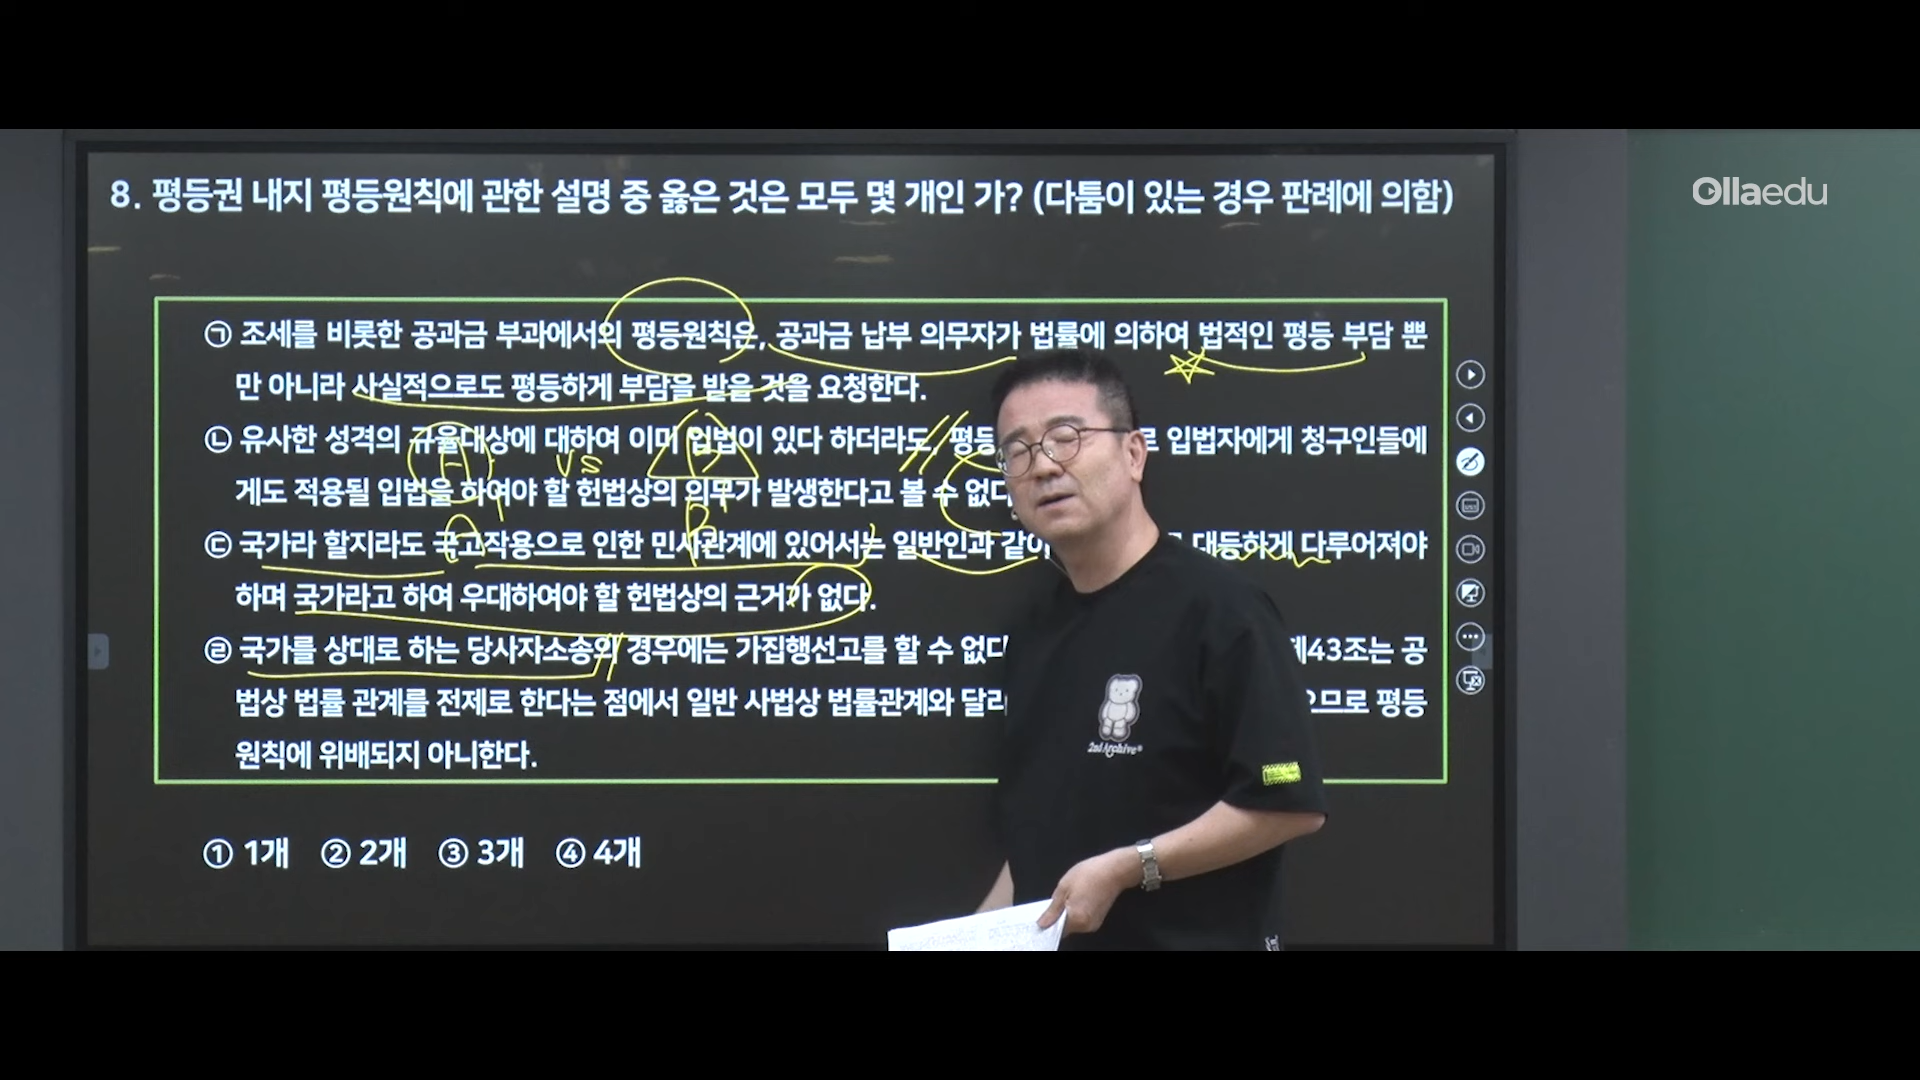 Ollaedu
8. 평등권 내지 평등원칙에 관한 설명 중 옳은 것은 모두 몇 개인 가? (다툼이 있는 경우 판례에 의함)
㉠ 조세를 비롯한 공과금 부과에서의 평등원칙은, 공과금 납부 의무자가 법률에 의하여 법적인 평등 부담 뿐
만 아니라 사실적으로도 평등하게 부담을 받을 것을 요청한다.
㉡ 유사한 성격의 규율대상에 대하여 이미 입법이 있다 하더라도, 평등 로 입법자에게 청구인들에
A vs B
게도 적용될 입법을 하여야 할 헌법상의 의무가 발생한다고 볼 수 없다
A' B'
㉢ 국가라 할지라도 국고작용으로 인한 민사관계에 있어서는 일반인과 같이 대등하게 다루어져야
하며 국가라고 하여 우대하여야 할 헌법상의 근거가 없다.
㉣ 국가를 상대로 하는 당사자소송의 경우에는 가집행선고를 할 수 없다 제43조는 공
법상 법률 관계를 전제로 한다는 점에서 일반 사법상 법률관계와 달리 으므로 평등
원칙에 위배되지 아니한다.
① 1개 ② 2개 ③ 3개 ④ 4개
2nd Archive